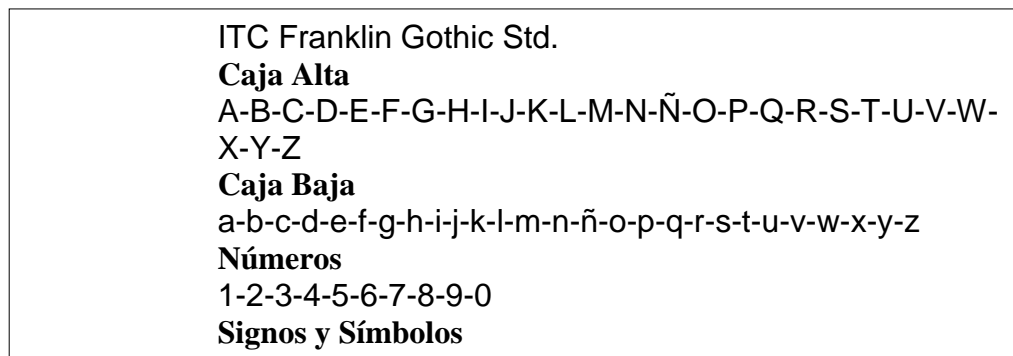 ITC Franklin Gothic Std.
Caja Alta
A-B-C-D-E-F-G-H-I-J-K-L-M-N-Ñ-O-P-Q-R-S-T-U-V-W-
X-Y-Z
Caja Baja
a-b-c-d-e-f-g-h-i-j-k-l-m-n-ñ-o-p-q-r-s-t-u-v-w-x-y-z
Números
1-2-3-4-5-6-7-8-9-0
Signos y Símbolos